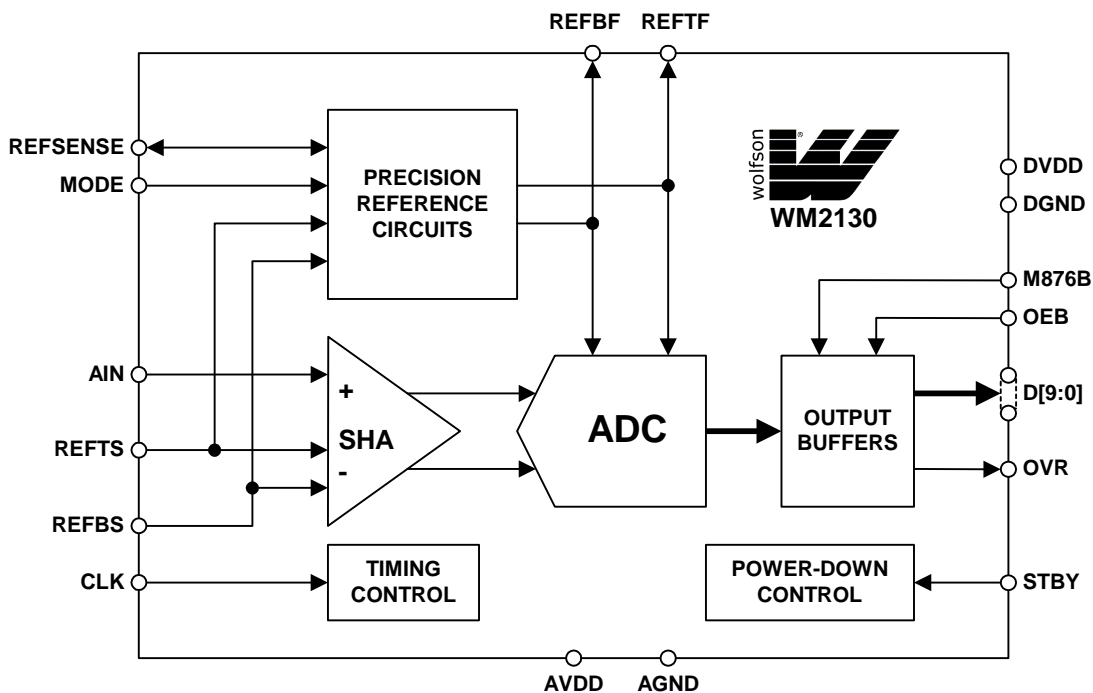 REFBF REFTF
REFSENSE
MODE
PRECISION
REFERENCE
CIRCUITS
wolfson
®
WM2130
DVDD
DGND
M876B
OEB
AIN
+
SHA
-
REFTS
REFBS
ADC
OUTPUT
BUFFERS
D[9:0]
OVR
CLK
TIMING
CONTROL
POWER-DOWN
CONTROL
STBY
AVDD AGND